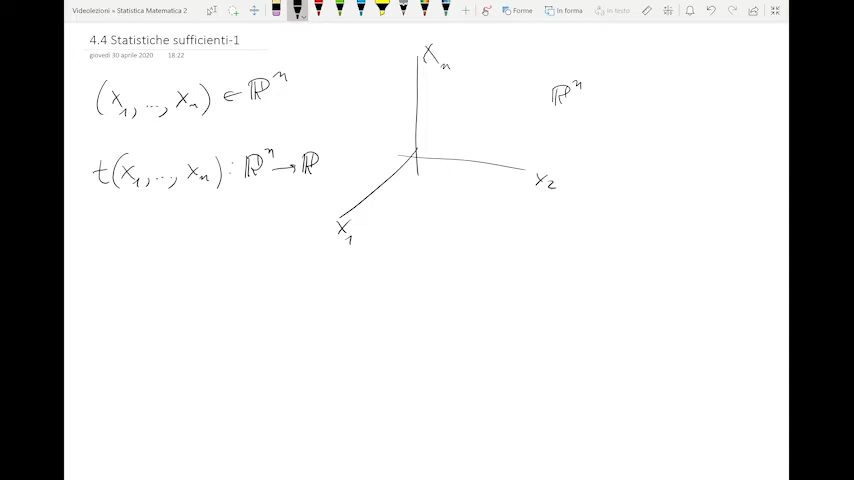 Videolezioni » Statistica Matematica 2
Forme
In forma
In testo
4.4 Statistiche sufficienti-1
giovedì 30 aprile 2020 18:22
(x₁, ..., xₙ) ∈ ℝⁿ
t(x₁, ..., xₙ) : ℝⁿ → ℝ
xₙ
ℝⁿ
x₂
x₁